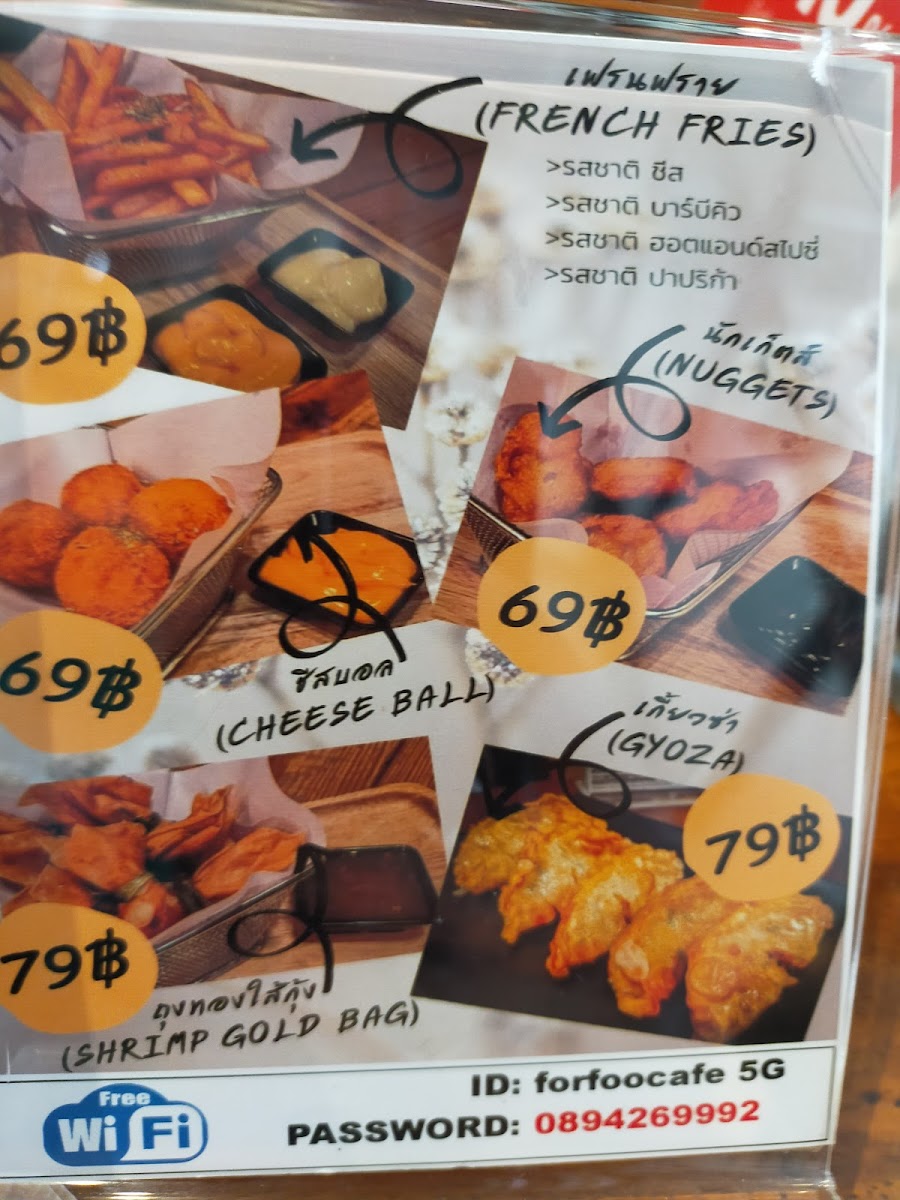 เฟรนฟราย
(FRENCH FRIES)
>รสชาติ ชีส
>รสชาติ บาร์บีคิว
>รสชาติ ฮอตแอนด์สไปซี่
>รสชาติ ปาปริก้า
69฿
นักเก็ตส์
(NUGGETS)
69฿
69฿
ชีสบอล
(CHEESE BALL)
เกี้ยวซ่า
(GYOZA)
79฿
79฿
ถุงทองไส้กุ้ง
(SHRIMP GOLD BAG)
Free
Wi Fi
ID: forfoocafe 5G
PASSWORD: 0894269992